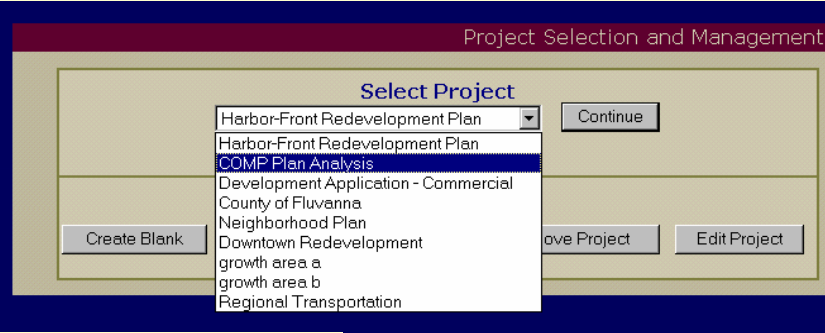 Project Selection and Management
Select Project
Harbor-Front Redevelopment Plan
Continue
Harbor-Front Redevelopment Plan
COMP Plan Analysis
Development Application - Commercial
County of Fluvanna
Neighborhood Plan
Downtown Redevelopment
growth area a
growth area b
Regional Transportation
Create Blank
ove Project
Edit Project